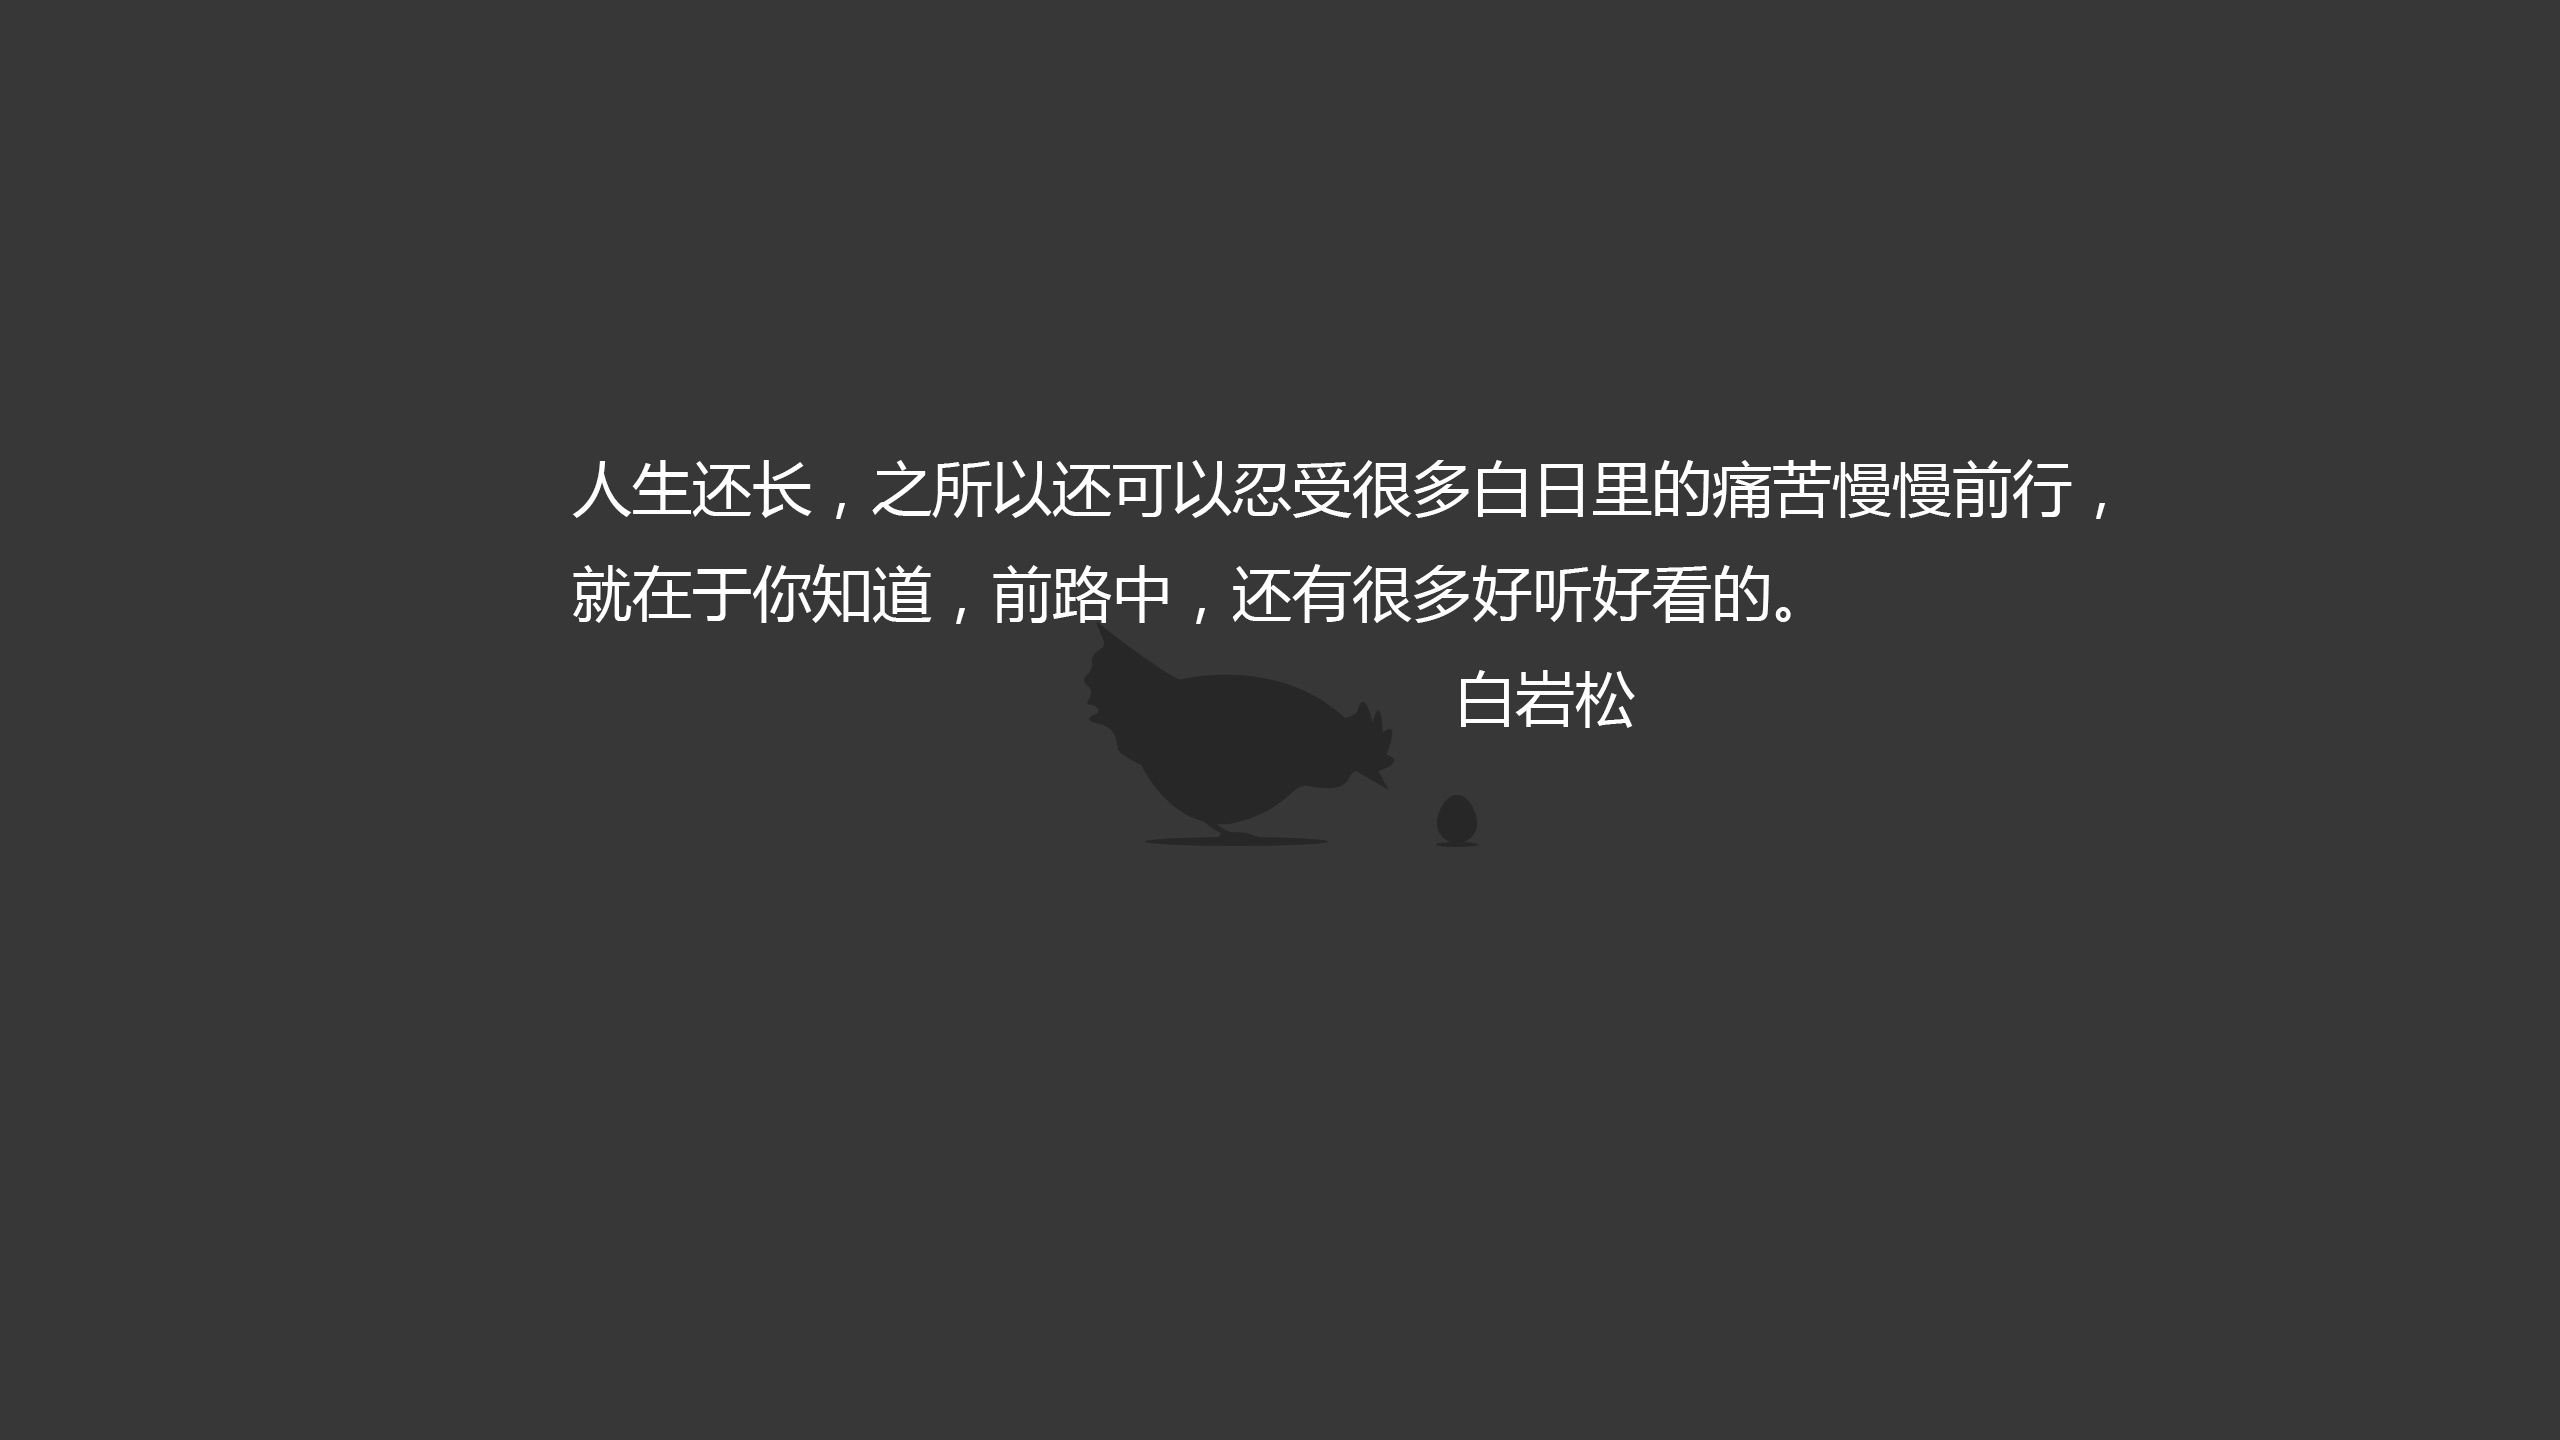 人生还长，之所以还可以忍受很多白日里的痛苦慢慢前行，
就在于你知道，前路中，还有很多好听好看的。
白岩松